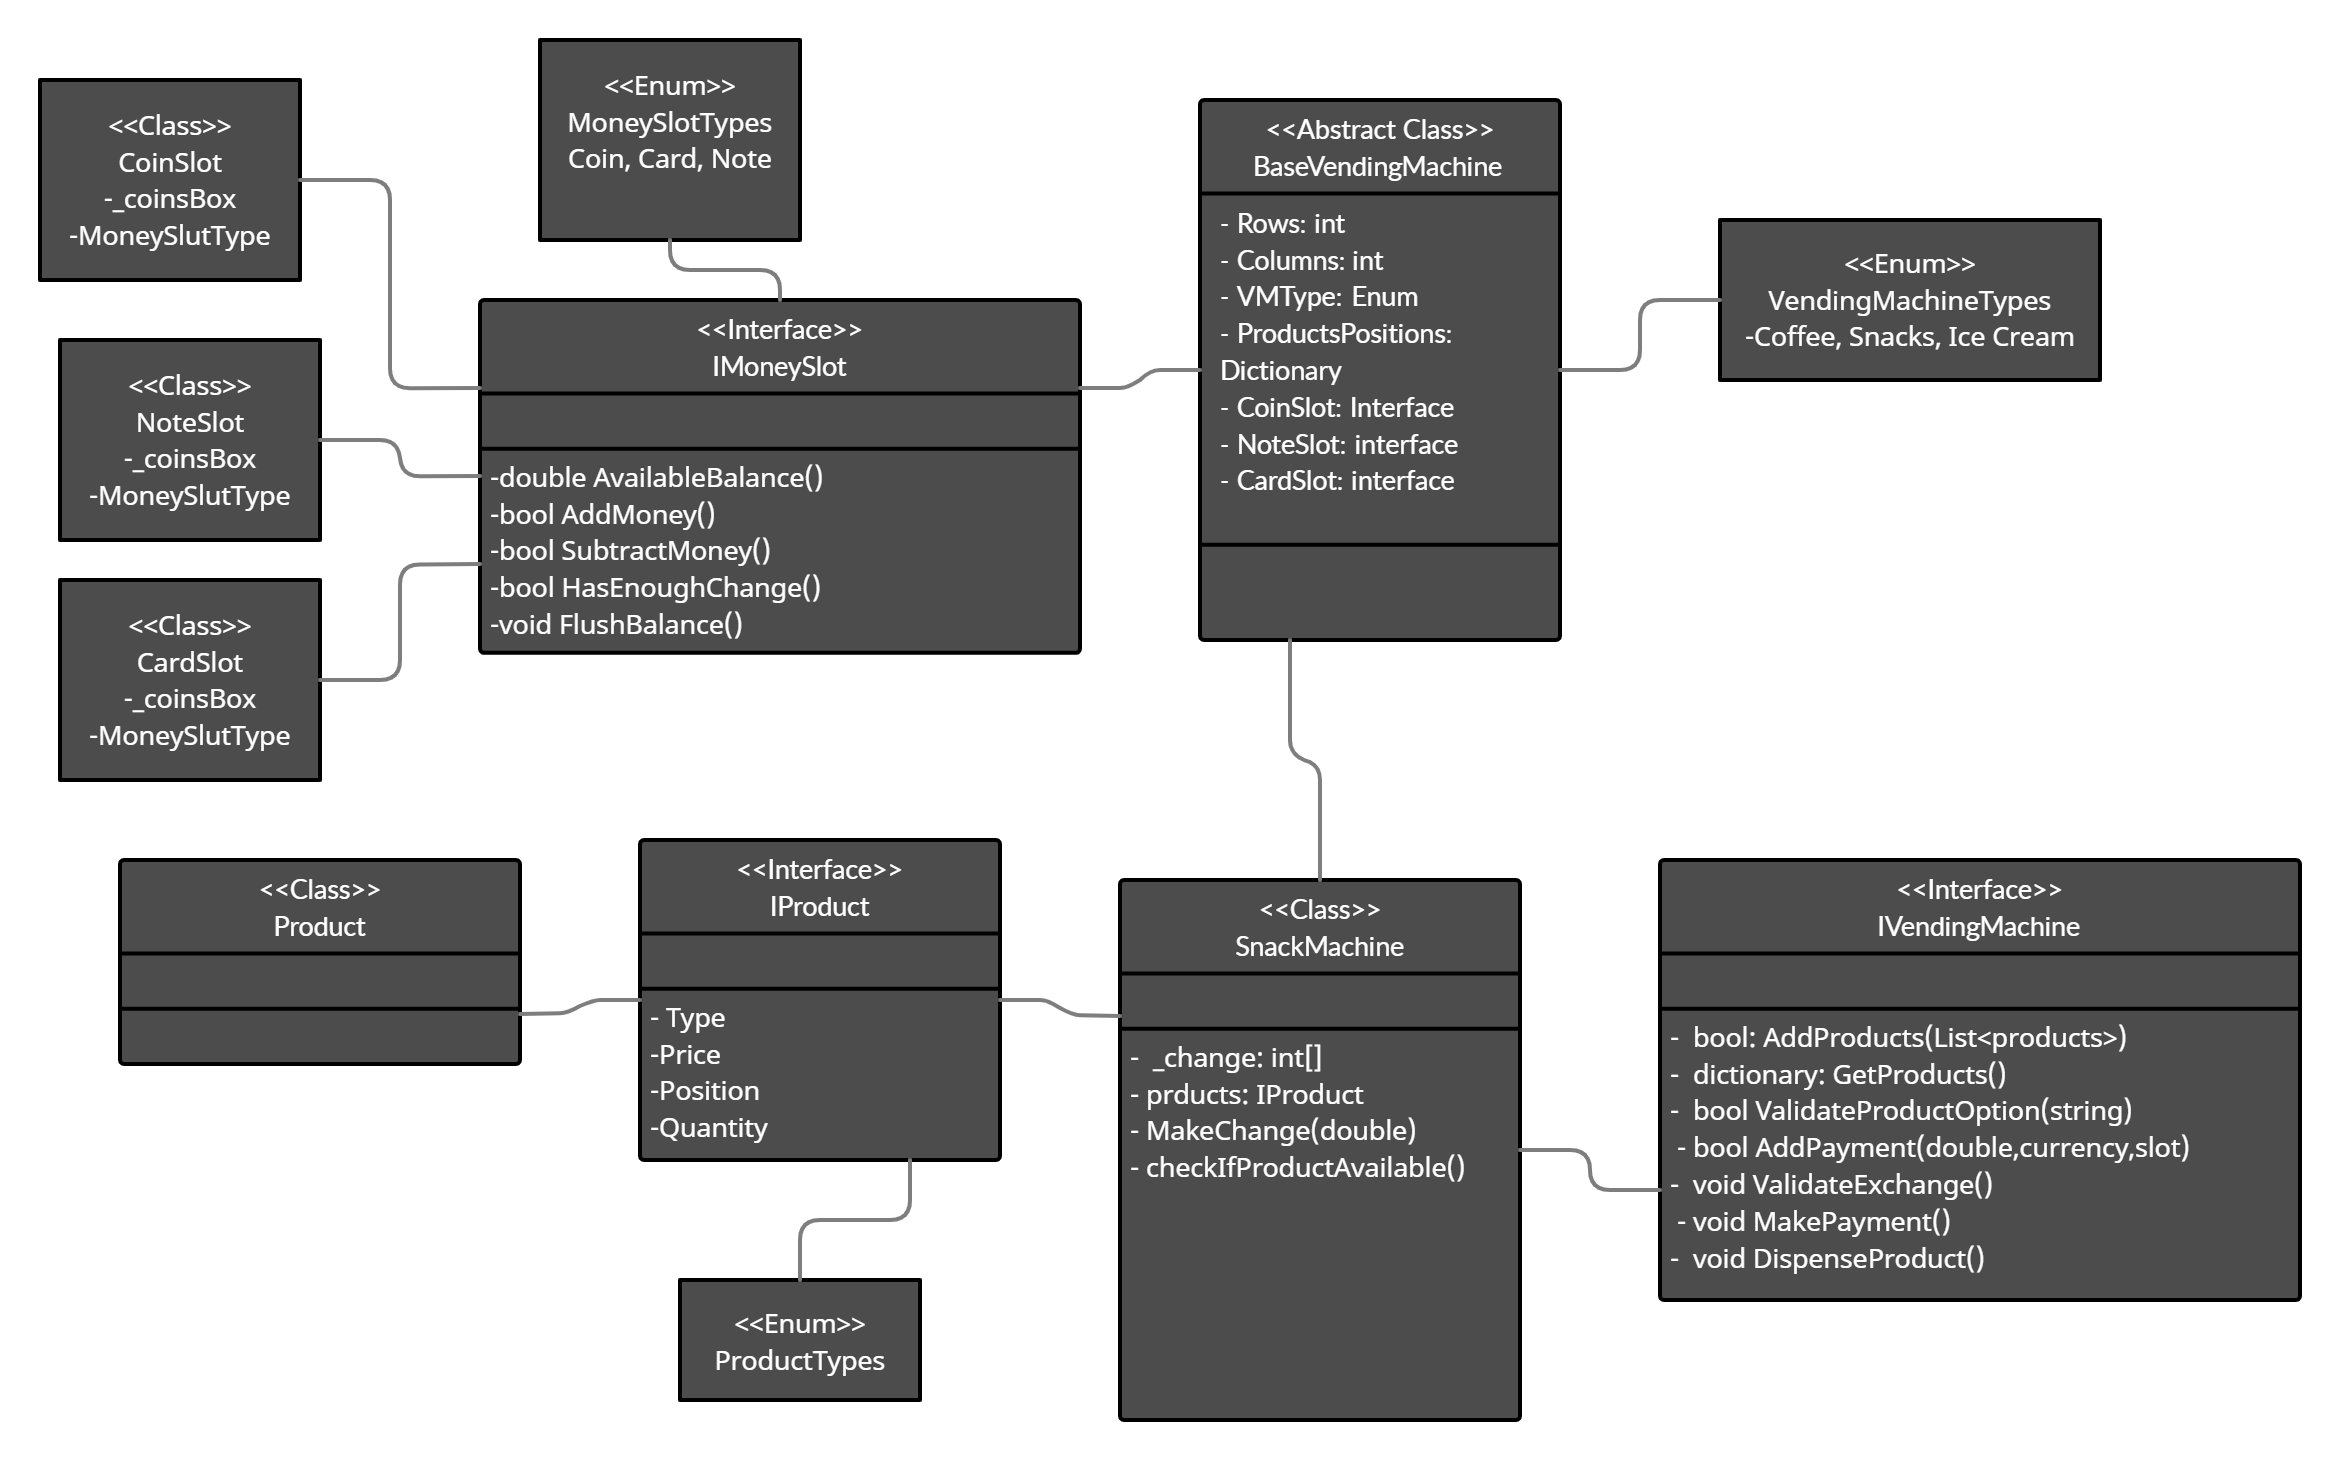 <<Class>>
CoinSlot
-_coinsBox
-MoneySlutType
<<Enum>>
MoneySlotTypes
Coin, Card, Note
<<Abstract Class>>
BaseVendingMachine
- Rows: int
- Columns: int
- VMType: Enum
- ProductsPositions:
Dictionary
- CoinSlot: Interface
- NoteSlot: interface
- CardSlot: interface
<<Enum>>
VendingMachineTypes
-Coffee, Snacks, Ice Cream
<<Interface>>
IMoneySlot
-double AvailableBalance()
-bool AddMoney()
-bool SubtractMoney()
-bool HasEnoughChange()
-void FlushBalance()
<<Class>>
NoteSlot
-_coinsBox
-MoneySlutType
<<Class>>
CardSlot
-_coinsBox
-MoneySlutType
<<Class>>
Product
<<Interface>>
IProduct
- Type
-Price
-Position
-Quantity
<<Class>>
SnackMachine
-  _change: int[]
- prducts: IProduct
- MakeChange(double)
- checkIfProductAvailable()
<<Interface>>
IVendingMachine
-  bool: AddProducts(List<products>)
-  dictionary: GetProducts()
-  bool ValidateProductOption(string)
- bool AddPayment(double,currency,slot)
-  void ValidateExchange()
- void MakePayment()
-  void DispenseProduct()
<<Enum>>
ProductTypes